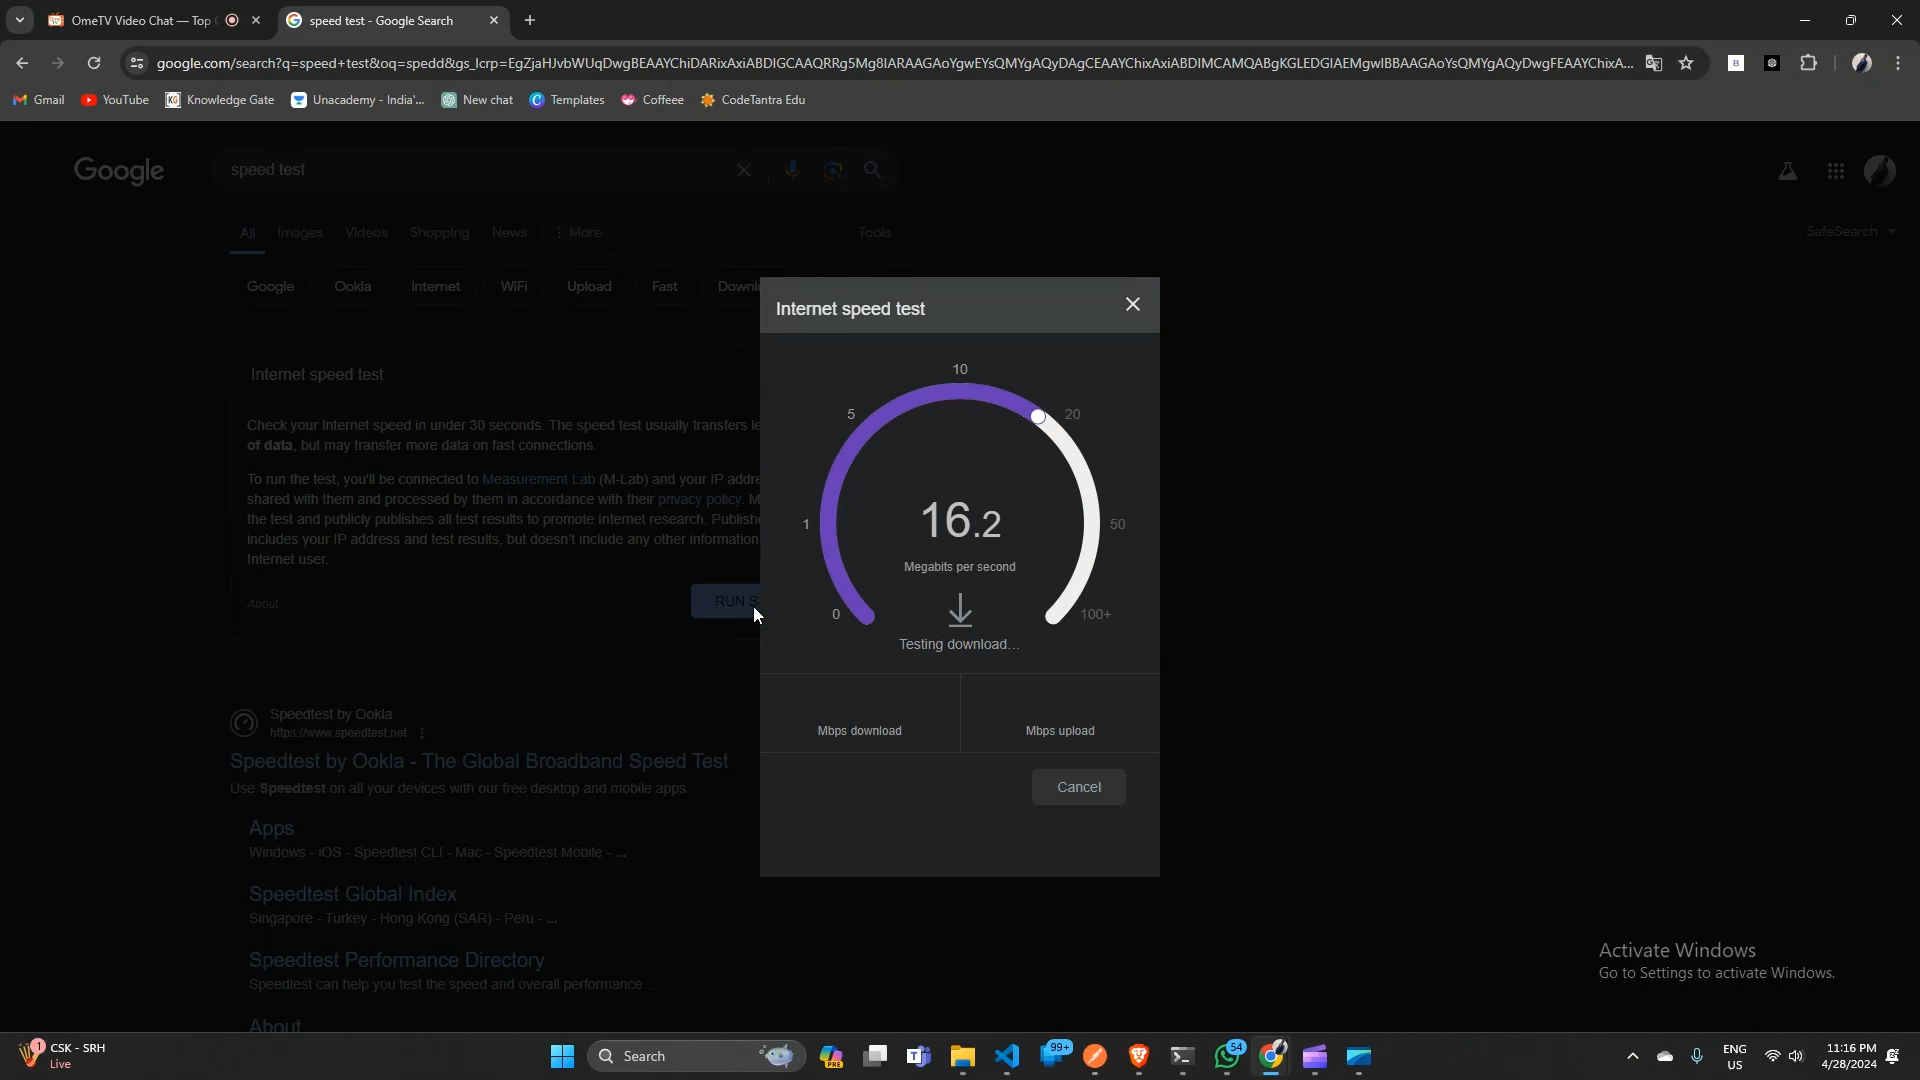 OmeTV Video Chat — Top
speed test - Google Search
google.com/search?q=speed+test&oq=spedd&gs_lcrp=EgZjaHJvbWUqDwgBEAAYChiDARixAxiABDIGCAAQRRg5Mg8IARAAGAoYgwEYsQMYgAQyDAgCEAAYChixAxiABDIMCAMQABgKGLEDGIAEMgwIBBAAGAoYsQMYgAQyDwgFEAAYChixA...
Gmail YouTube Knowledge Gate Unacademy - India'... New chat Templates Coffeee CodeTantra Edu
Google speed test
All Images Videos Shopping News More Tools SafeSearch
Google Ookla Internet WiFi Upload Fast
Internet speed test
Internet speed test
Check your Internet speed in under 30 seconds. The speed test usually transfers
of data, but may transfer more data on fast connections.
To run the test, you'll be connected to Measurement Lab (M-Lab) and your IP
shared with them and processed by them in accordance with their privacy policy.
the test and publicly publishes all test results to promote Internet research.
includes your IP address and test results, but doesn't include any other information
Internet user.
About
RUN S
10
5
20
1
50
0
100+
16.2
Megabits per second
Testing download...
Mbps download Mbps upload
Cancel
Speedtest by Ookla
https://www.speedtest.net
Speedtest by Ookla - The Global Broadband Speed Test
Use Speedtest on all your devices with our free desktop and mobile apps.
Apps
Windows - iOS - Speedtest CLI - Mac - Speedtest Mobile - ...
Speedtest Global Index
Singapore - Turkey - Hong Kong (SAR) - Peru - ...
Speedtest Performance Directory
Speedtest can help you test the speed and overall performance ...
About
Activate Windows
Go to Settings to activate Windows.
1
CSK - SRH
Live
Search
PRE
99+
54
ENG
US
11:16 PM
4/28/2024